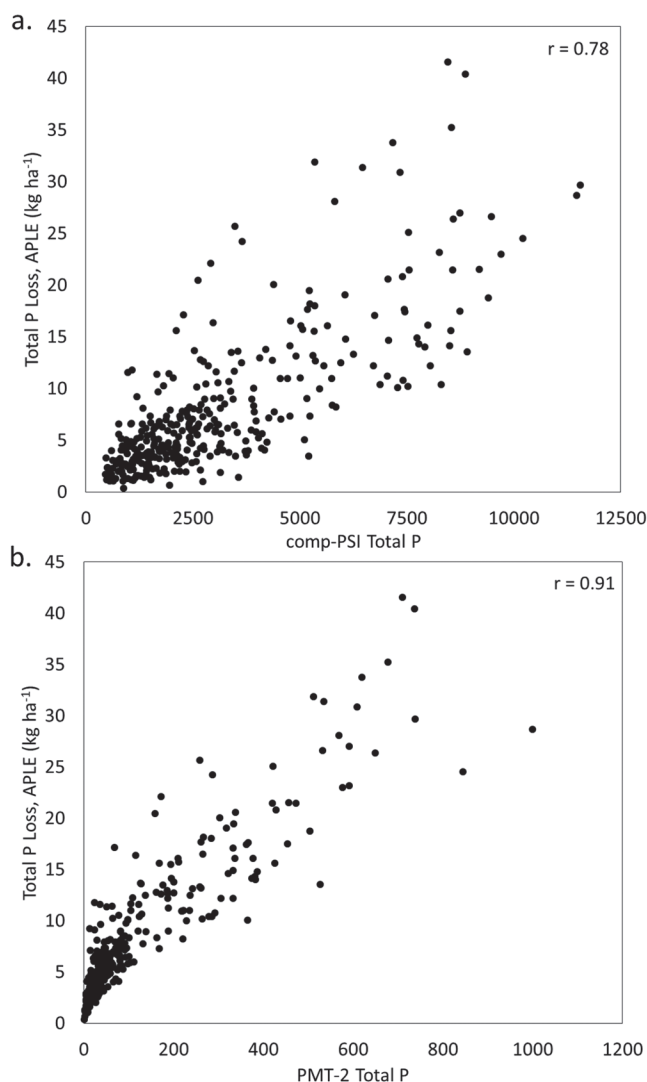 a.
r = 0.78
Total P Loss, APLE (kg ha⁻¹)
45
40
35
30
25
20
15
10
5
0
0 2500 5000 7500 10000 12500
comp-PSI Total P
b.
r = 0.91
Total P Loss, APLE (kg ha⁻¹)
45
40
35
30
25
20
15
10
5
0
0 200 400 600 800 1000 1200
PMT-2 Total P